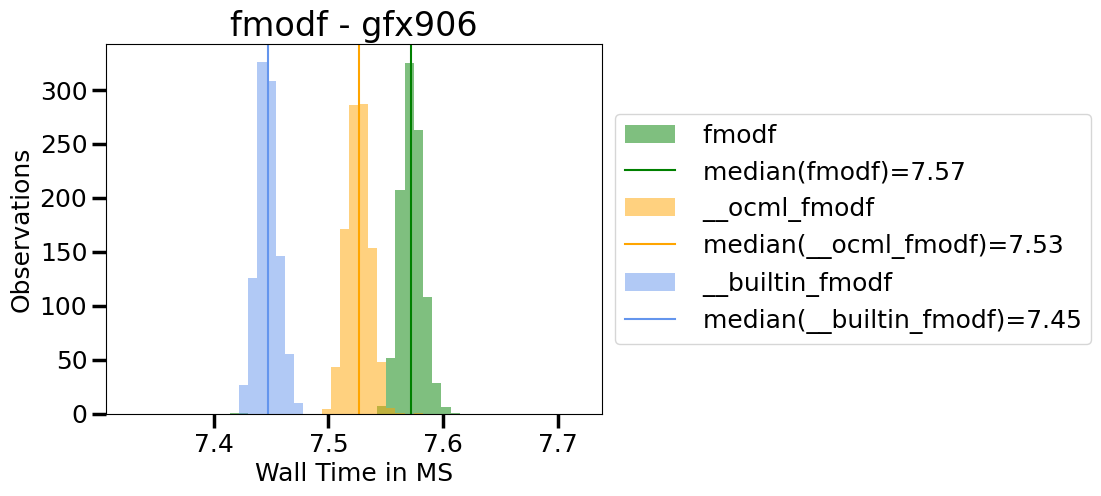 fmodf - gfx906
Observations
300
250
200
150
100
50
0
7.4 7.5 7.6 7.7
Wall Time in MS
fmodf
median(fmodf)=7.57
__ocml_fmodf
median(__ocml_fmodf)=7.53
__builtin_fmodf
median(__builtin_fmodf)=7.45